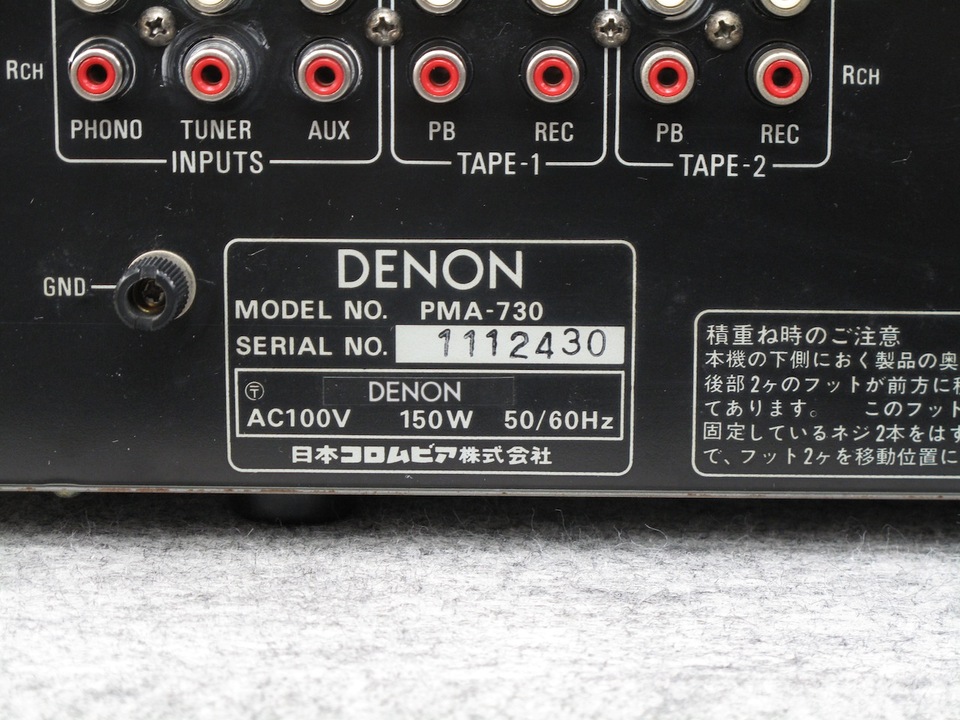 RCH
RCH
PHONO TUNER AUX PB REC PB REC
INPUTS TAPE-1 TAPE-2
GND
DENON
MODEL NO. PMA-730
SERIAL NO. 1112430
〒 DENON
AC100V 150W 50/60Hz
日本コロムビア株式会社
積重ね時のご注意
本機の下側におく製品の奥
後部2ヶのフットが前方に
てあります。 このフット
固定しているネジ2本をはず
で、フット2ヶを移動位置に